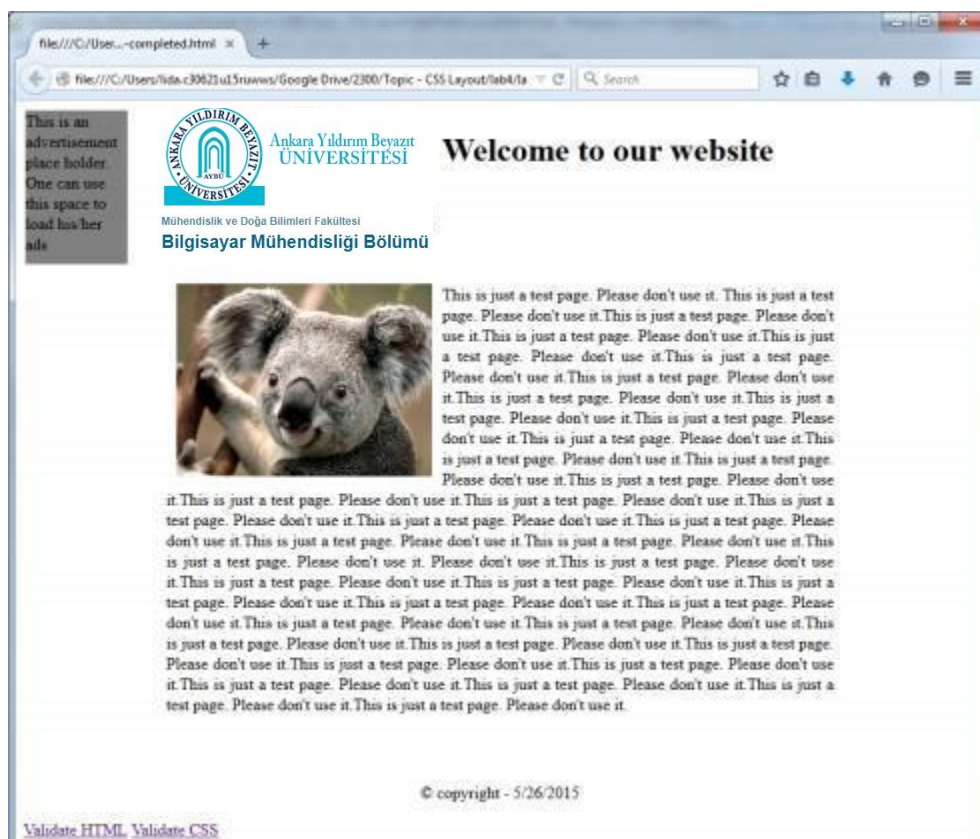 file:///C:/User...-completed.html × +
file:///C:/Users/lida.c30621u15ruwws/Google Drive/2300/Topic - CSS Layout/lab4/la
Search
This is an
advertisement
place holder.
One can use
this space to
load his/her
ads
ANKARA YILDIRIM BEYAZIT ÜNİVERSİTESİ
AYBÜ
Ankara Yıldırım Beyazıt
ÜNİVERSİTESİ
Mühendislik ve Doğa Bilimleri Fakültesi
Bilgisayar Mühendisliği Bölümü
Welcome to our website
This is just a test page. Please don't use it. This is just a test
page. Please don't use it.This is just a test page. Please don't
use it.This is just a test page. Please don't use it.This is just
a test page. Please don't use it.This is just a test page.
Please don't use it.This is just a test page. Please don't use
it.This is just a test page. Please don't use it.This is just a
test page. Please don't use it.This is just a test page. Please
don't use it.This is just a test page. Please don't use it.This
is just a test page. Please don't use it.This is just a test page.
Please don't use it.This is just a test page. Please don't use
it.This is just a test page. Please don't use it.This is just a test page. Please don't use it.This is just a
test page. Please don't use it.This is just a test page. Please don't use it.This is just a test page. Please
don't use it.This is just a test page. Please don't use it.This is just a test page. Please don't use it.This
is just a test page. Please don't use it. Please don't use it.This is just a test page. Please don't use
it.This is just a test page. Please don't use it.This is just a test page. Please don't use it.This is just a
test page. Please don't use it.This is just a test page. Please don't use it.This is just a test page. Please
don't use it.This is just a test page. Please don't use it.This is just a test page. Please don't use it.This
is just a test page. Please don't use it.This is just a test page. Please don't use it.This is just a test page.
Please don't use it.This is just a test page. Please don't use it.This is just a test page. Please don't use
it.This is just a test page. Please don't use it.This is just a test page. Please don't use it.This is just a
test page. Please don't use it.This is just a test page. Please don't use it.
© copyright - 5/26/2015
Validate HTML Validate CSS